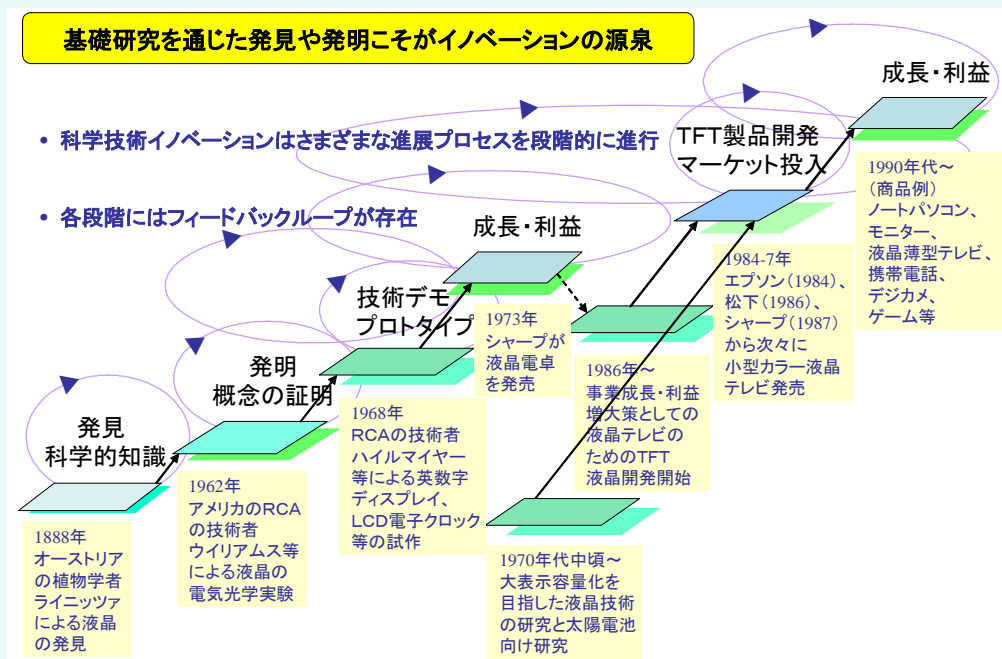 基礎研究を通じた発見や発明こそがイノベーションの源泉
• 科学技術イノベーションはさまざまな進展プロセスを段階的に進行
• 各段階にはフィードバックループが存在
発見
科学的知識
1888年
オーストリア
の植物学者
ライニッツァ
による液晶
の発見
発明
概念の証明
1962年
アメリカのRCA
の技術者
ウイリアムス等
による液晶の
電気光学実験
技術デモ
プロトタイプ
1968年
RCAの技術者
ハイルマイヤー
等による英数字
ディスプレイ、
LCD電子クロック
等の試作
成長・利益
1973年
シャープが
液晶電卓
を発売
1986年～
事業成長・利益
増大策としての
液晶テレビの
ためのTFT
液晶開発開始
1970年代中頃～
大表示容量化を
目指した液晶技術
の研究と太陽電池
向け研究
TFT製品開発
マーケット投入
1984-7年
エプソン（1984）、
松下（1986）、
シャープ（1987）
から次々に
小型カラー液晶
テレビ発売
成長・利益
1990年代～
（商品例）
ノートパソコン、
モニター、
液晶薄型テレビ、
携帯電話、
デジカメ、
ゲーム等